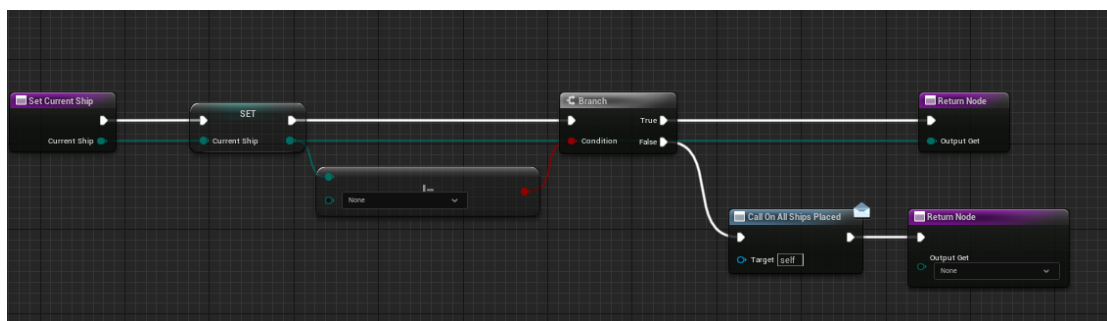 Set Current Ship
Current Ship
SET
Current Ship
!=
None
Branch
True
Condition
False
Return Node
Output Get
Call On All Ships Placed
Target self
Return Node
Output Get
None